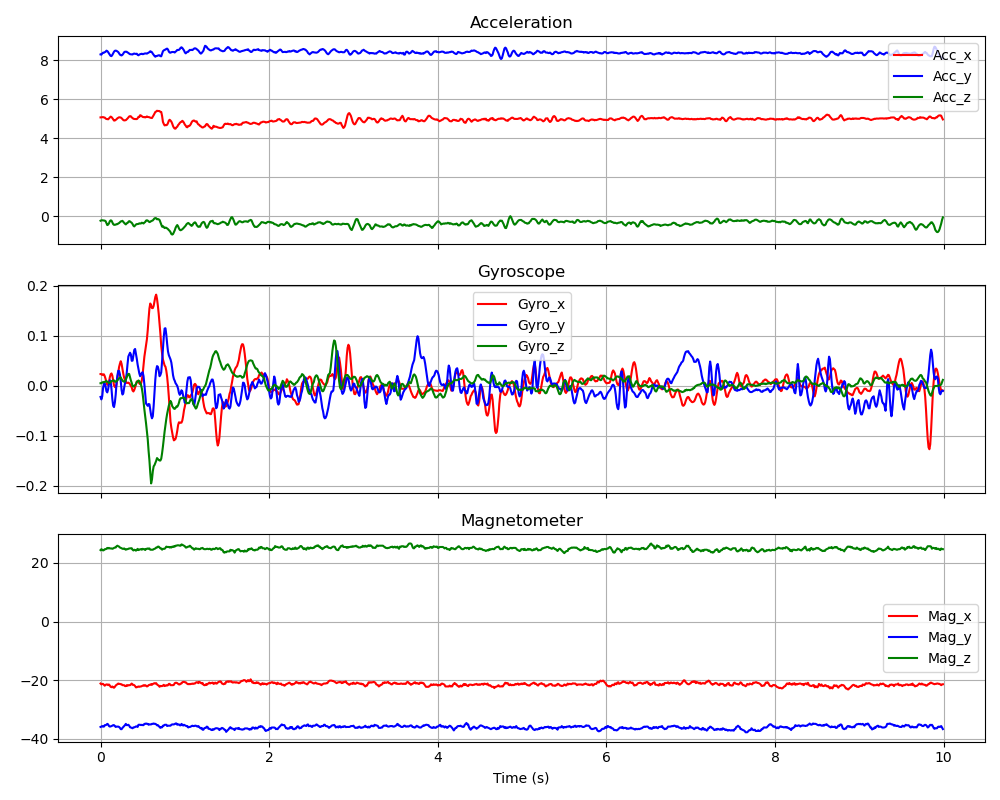 Acceleration
8
6
4
2
0
Acc_x
Acc_y
Acc_z
Gyroscope
0.2
0.1
0.0
−0.1
−0.2
Gyro_x
Gyro_y
Gyro_z
Magnetometer
20
0
−20
−40
Mag_x
Mag_y
Mag_z
0 2 4 6 8 10
Time (s)